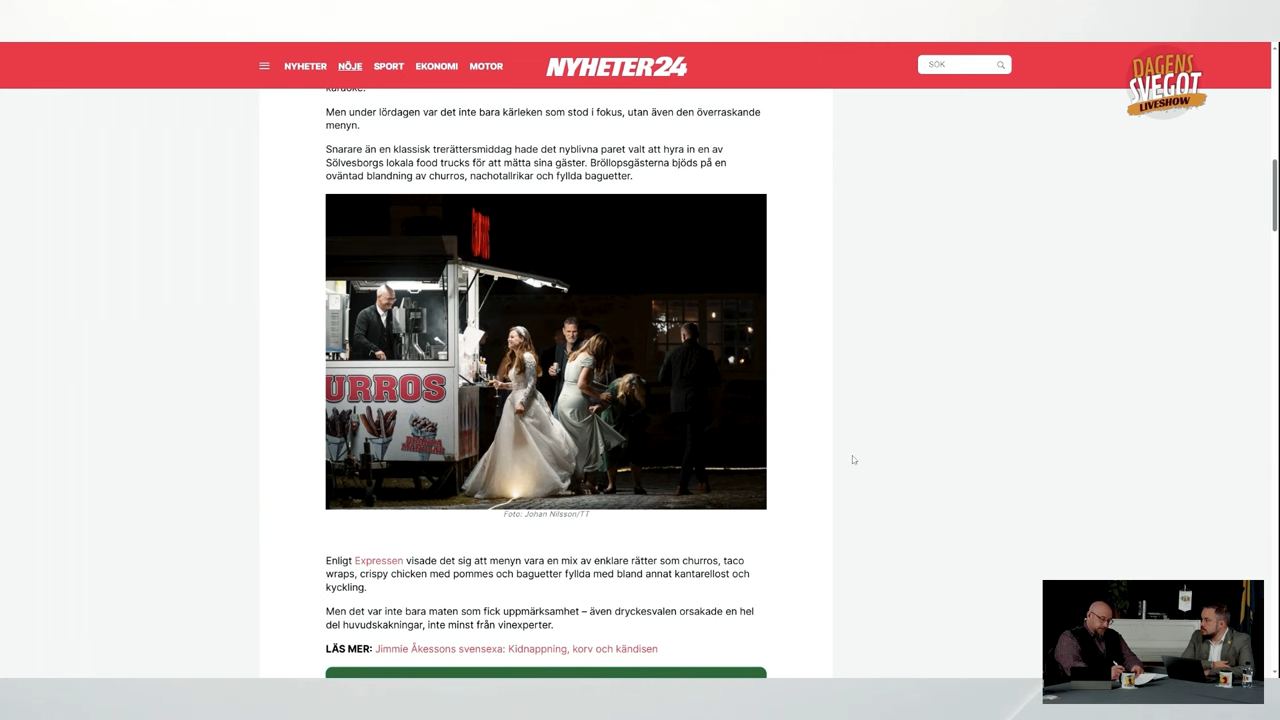 NYHETER NÖJE SPORT EKONOMI MOTOR
NYHETER24
SÖK
DAGENS
SVEGOT
LIVESHOW
karaoke.
Men under lördagen var det inte bara kärleken som stod i fokus, utan även den överraskande
menyn.
Snarare än en klassisk trerättersmiddag hade det nyblivna paret valt att hyra in en av
Sölvesborgs lokala food trucks för att mätta sina gäster. Bröllopsgästerna bjöds på en
oväntad blandning av churros, nachotallrikar och fyllda baguetter.
URROS
Foto: Johan Nilsson/TT
Enligt Expressen visade det sig att menyn vara en mix av enklare rätter som churros, taco
wraps, crispy chicken med pommes och baguetter fyllda med bland annat kantarellost och
kyckling.
Men det var inte bara maten som fick uppmärksamhet – även dryckesvalen orsakade en hel
del huvudskakningar, inte minst från vinexperter.
LÄS MER: Jimmie Åkessons svensexa: Kidnappning, korv och kändisen